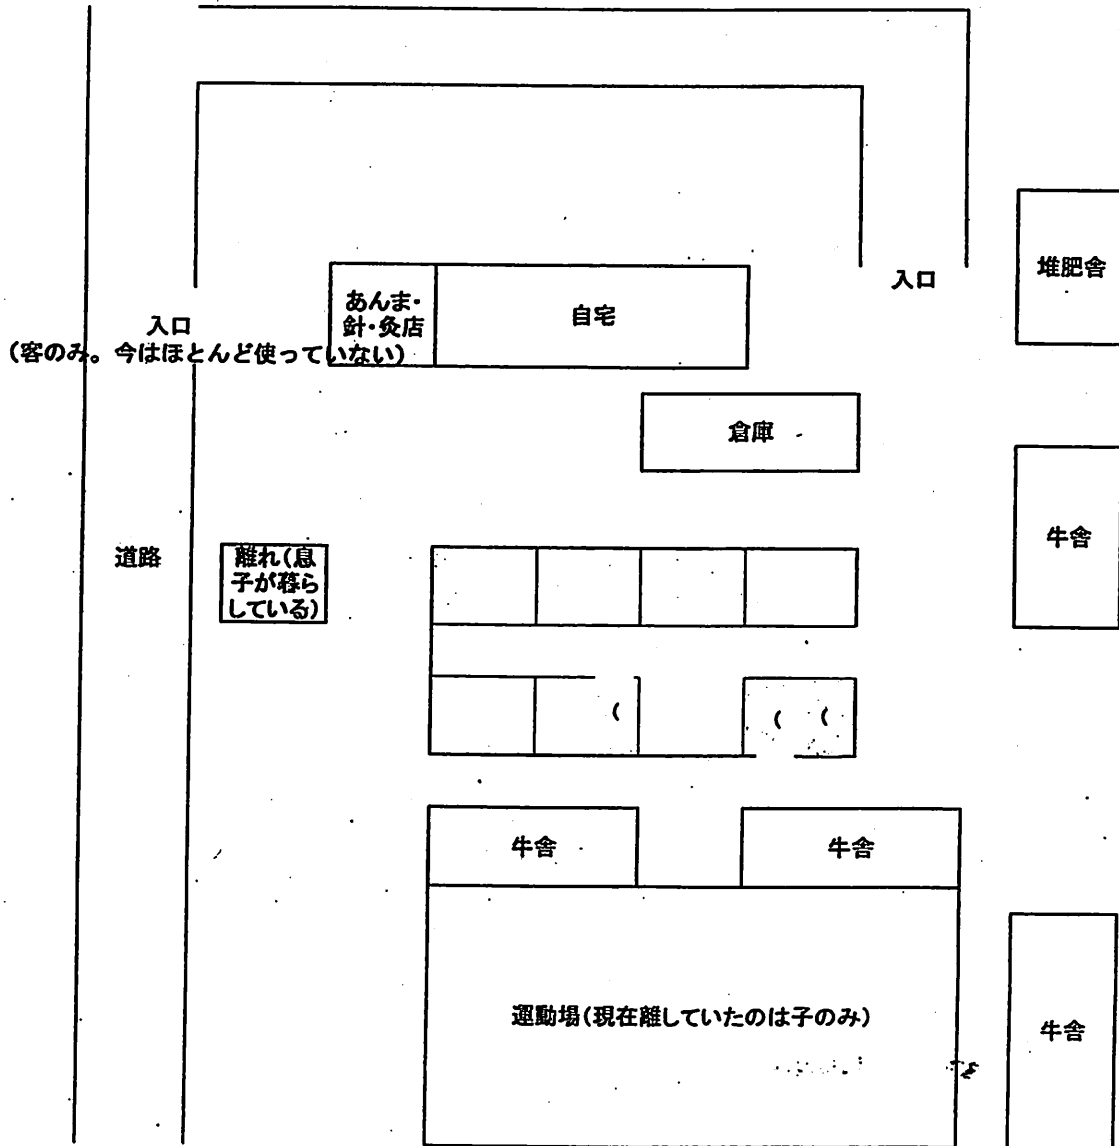 入口
堆肥舎
あんま・
針・灸店
自宅
入口
(客のみ。今はほとんど使っていない)
倉庫
道路
離れ(息
子が暮ら
している)
牛舎
牛舎
牛舎
運動場(現在離していたのは子のみ)
牛舎